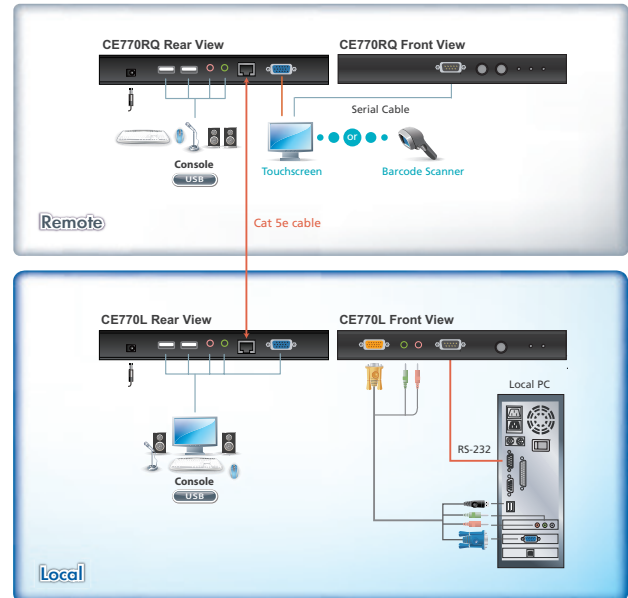 CE770RQ Rear View
CE770RQ Front View
Serial Cable
or
Console
USB
Touchscreen
Barcode Scanner
Remote
Cat 5e cable
CE770L Rear View
CE770L Front View
Local PC
RS-232
Console
USB
Local